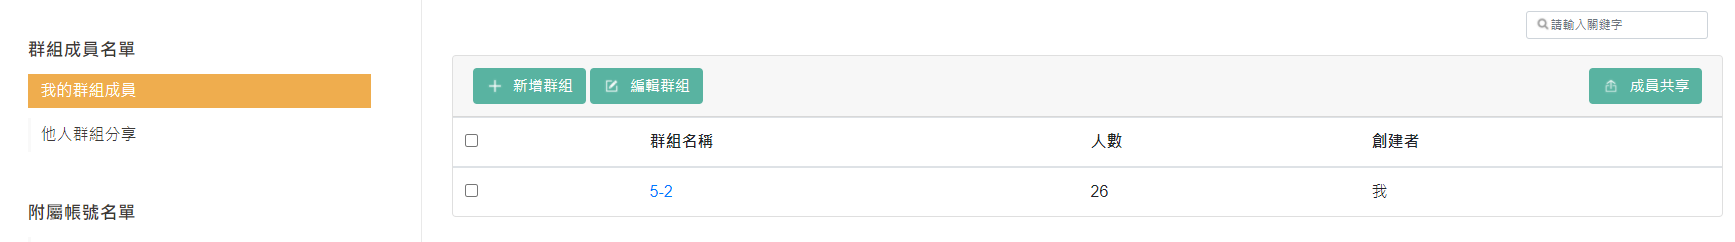 請輸入關鍵字
群組成員名單
我的群組成員
他人群組分享
附屬帳號名單
新增群組 編輯群組 成員共享
群組名稱 人數 創建者
5-2 26 我